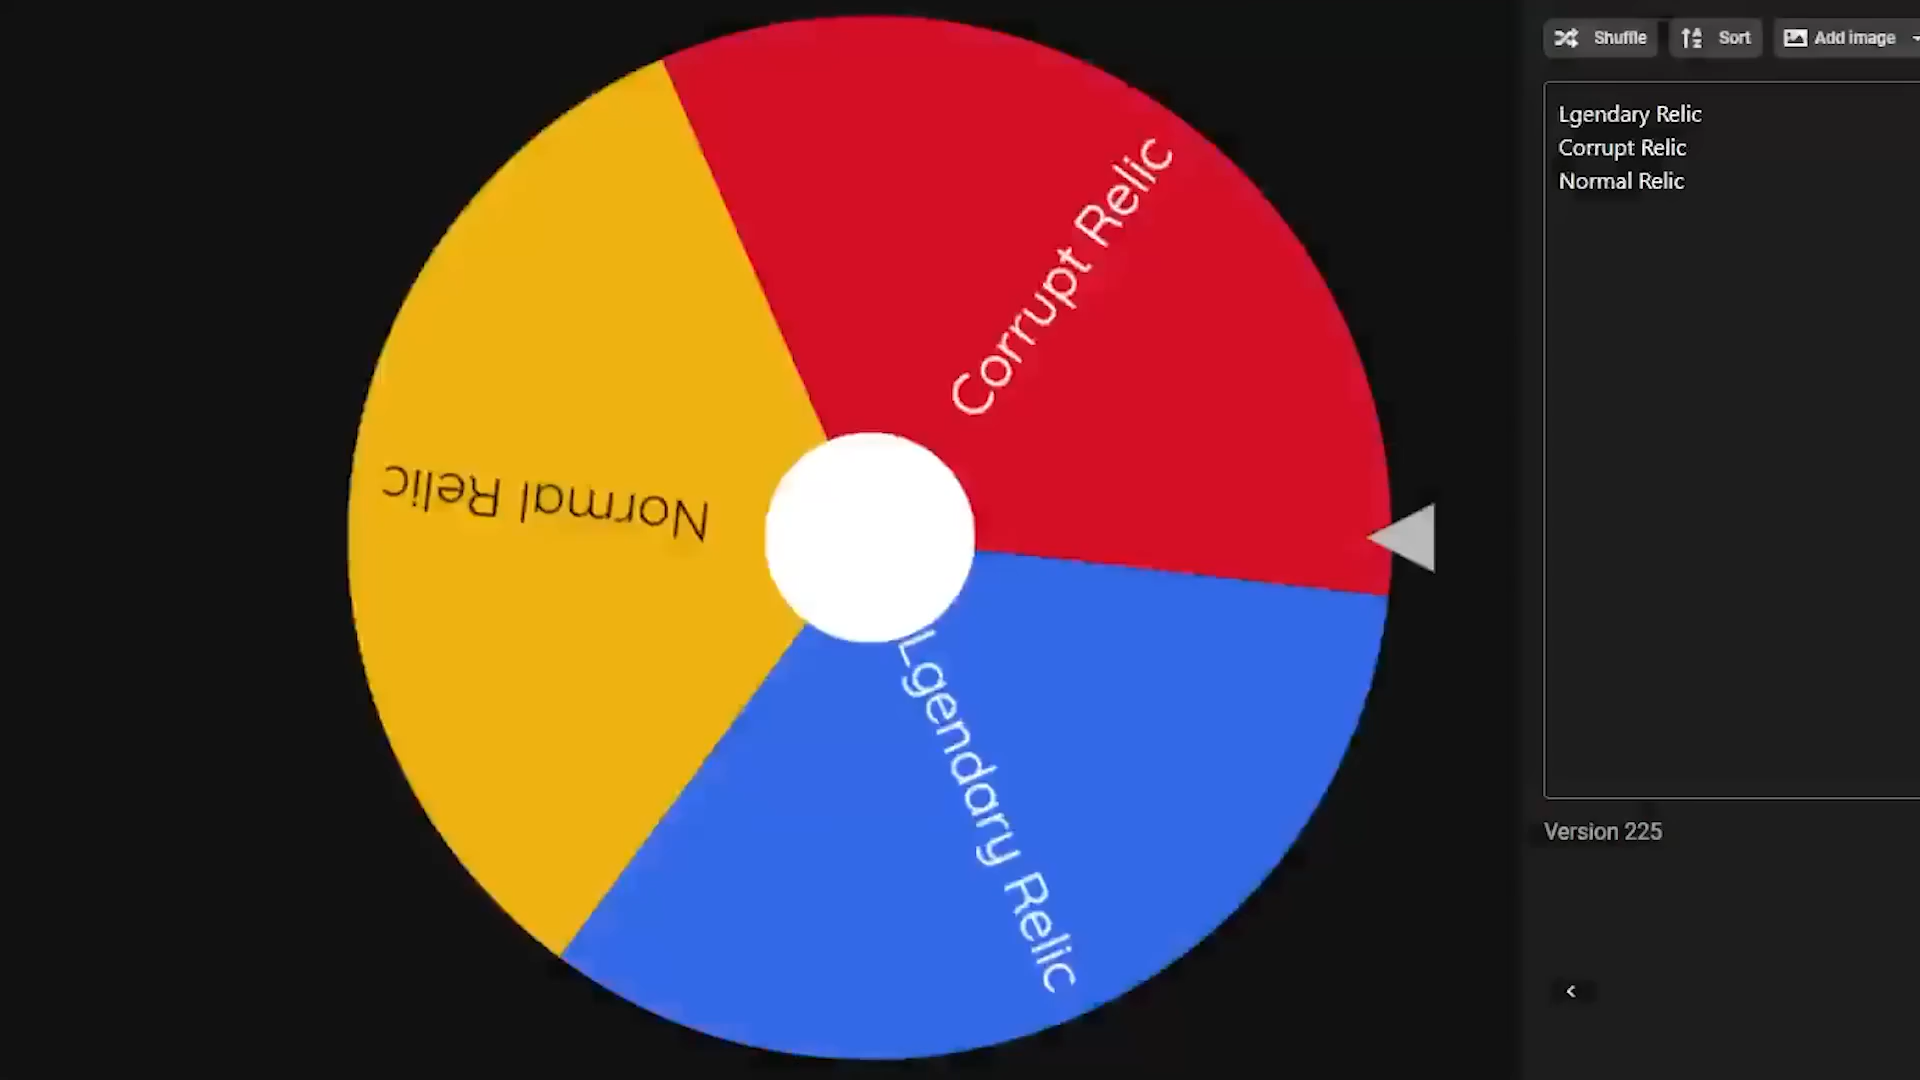 Shuffle
Sort
Add image
Lgendary Relic
Corrupt Relic
Normal Relic
Corrupt Relic
Normal Relic
Lgendary Relic
Version 225